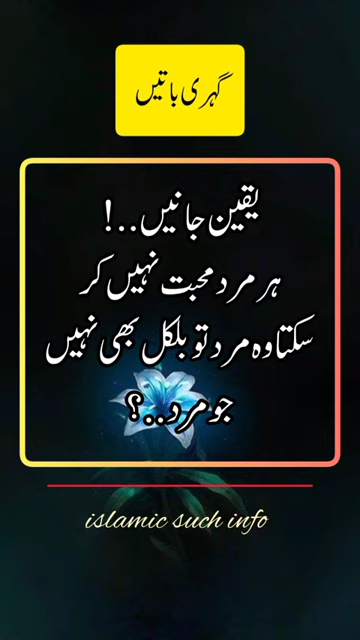 گہری باتیں
یقین جانیں..!
ہر مرد محبت نہیں کر
سکتا وہ مرد تو بلکل بھی نہیں
جو مرد..؟
islamic such info